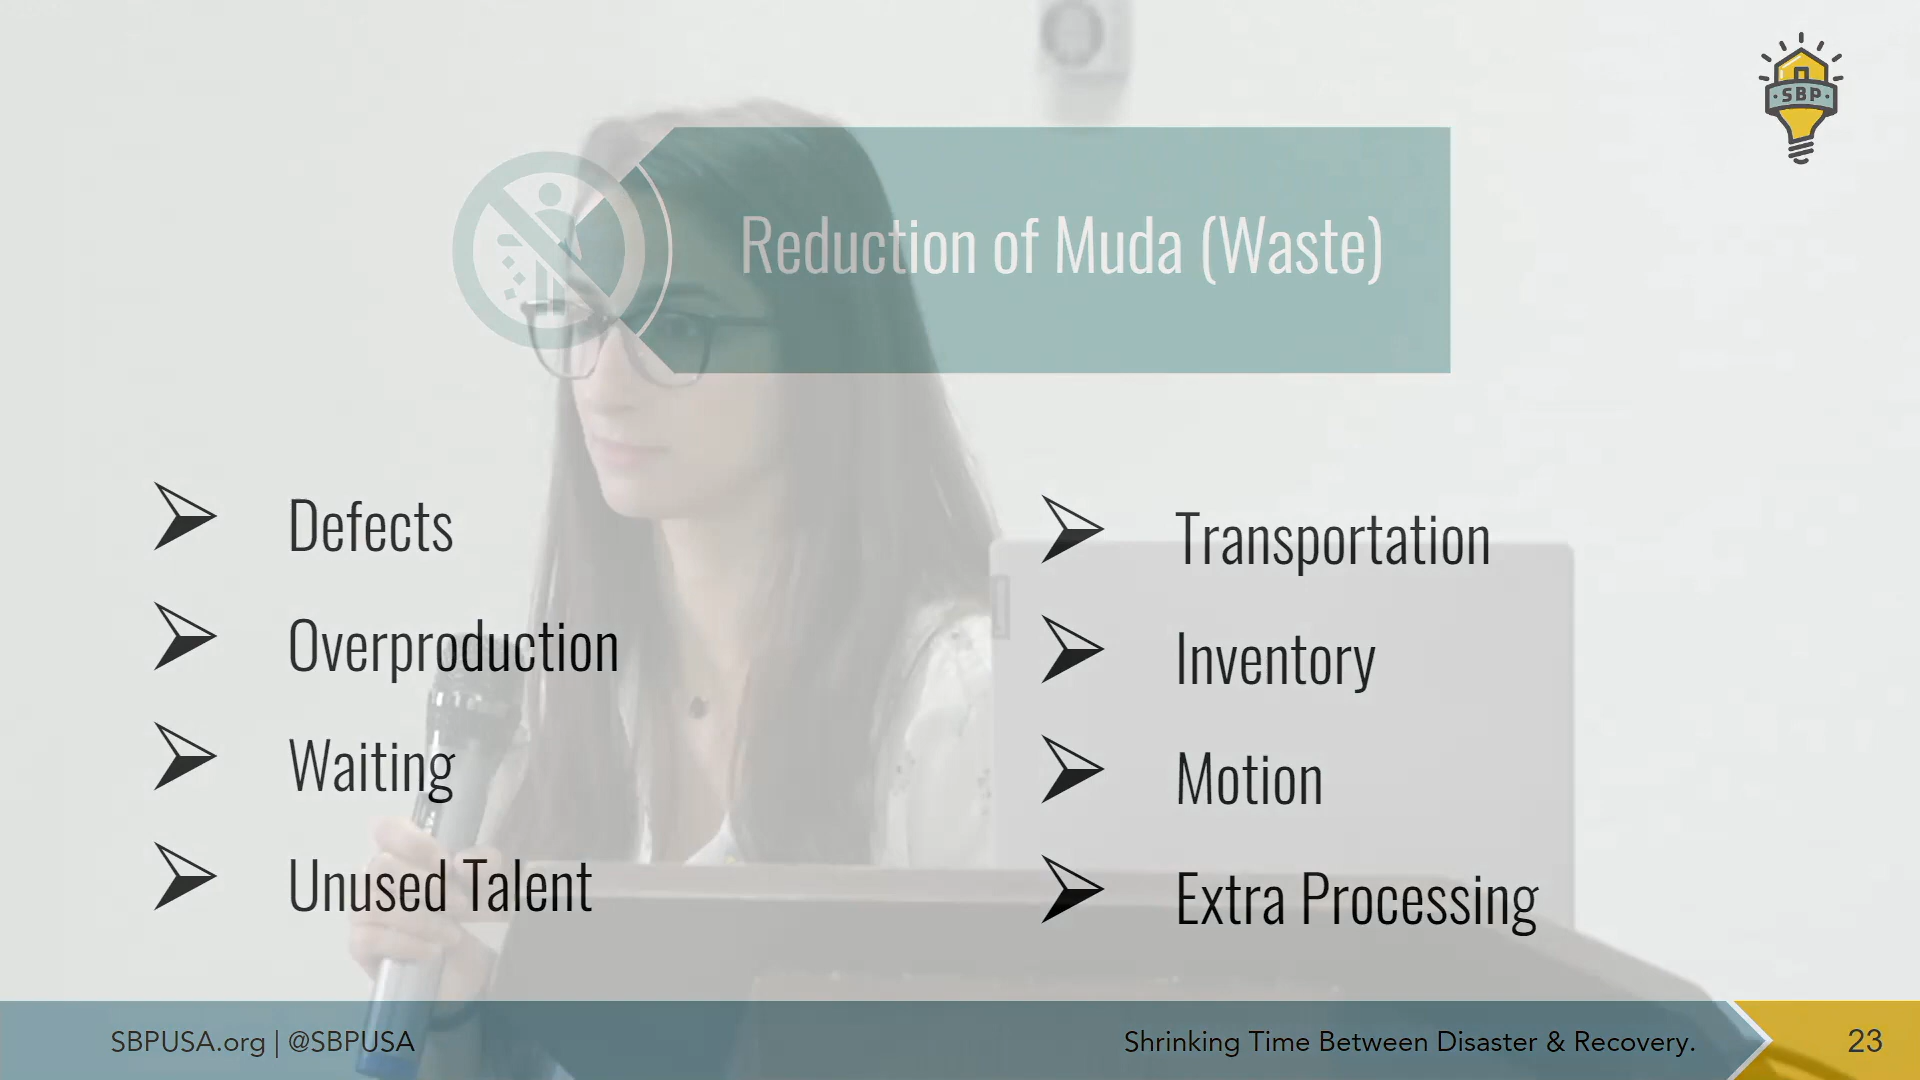 SBP
Reduction of Muda (Waste)
Defects
Overproduction
Waiting
Unused Talent
Transportation
Inventory
Motion
Extra Processing
SBPUSA.org | @SBPUSA
Shrinking Time Between Disaster & Recovery.
23